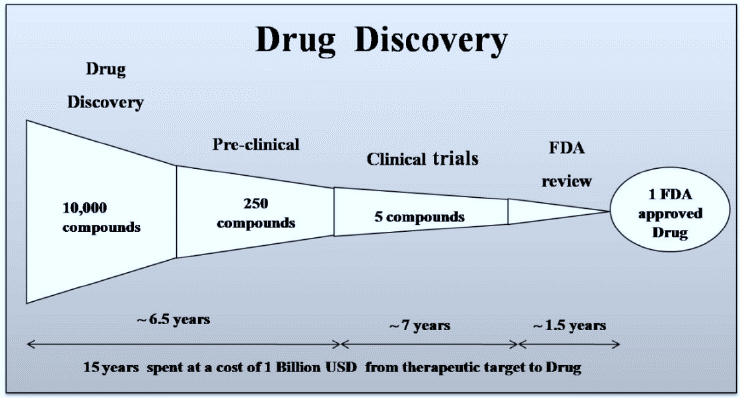 Drug Discovery
Drug
Discovery
Pre-clinical
Clinical trials
FDA
review
10,000
compounds
250
compounds
5 compounds
1 FDA
approved
Drug
~6.5 years
~7 years
~1.5 years
15 years spent at a cost of 1 Billion USD from therapeutic target to Drug